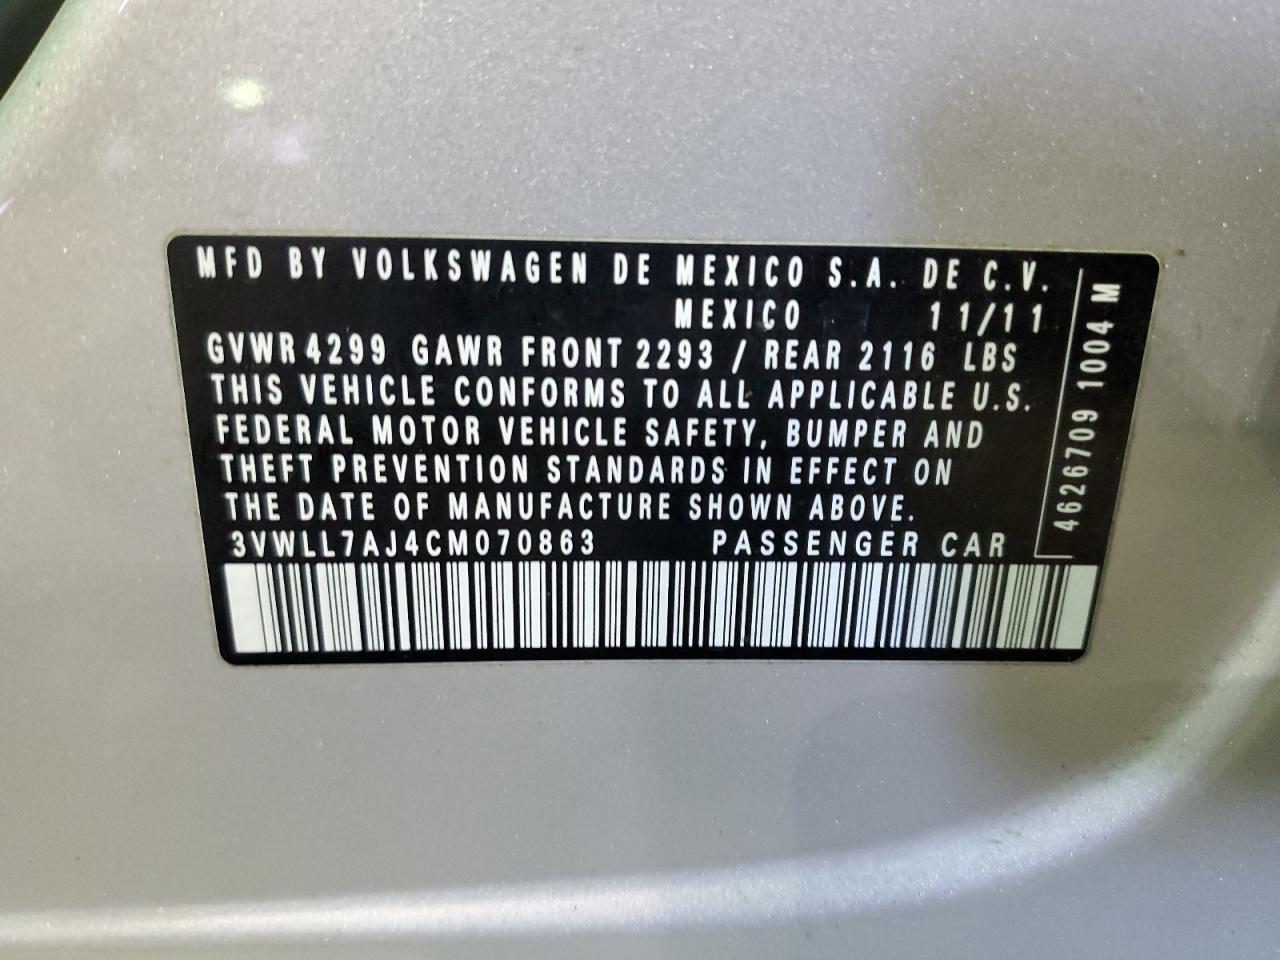 MFD BY VOLKSWAGEN DE MEXICO S.A. DE C.V.
MEXICO 11/11
GVWR 4299 GAWR FRONT 2293 / REAR 2116 LBS
THIS VEHICLE CONFORMS TO ALL APPLICABLE U.S.
FEDERAL MOTOR VEHICLE SAFETY, BUMPER AND
THEFT PREVENTION STANDARDS IN EFFECT ON
THE DATE OF MANUFACTURE SHOWN ABOVE.
3VWLL7AJ4CM070863 PASSENGER CAR
4626709 1004 M